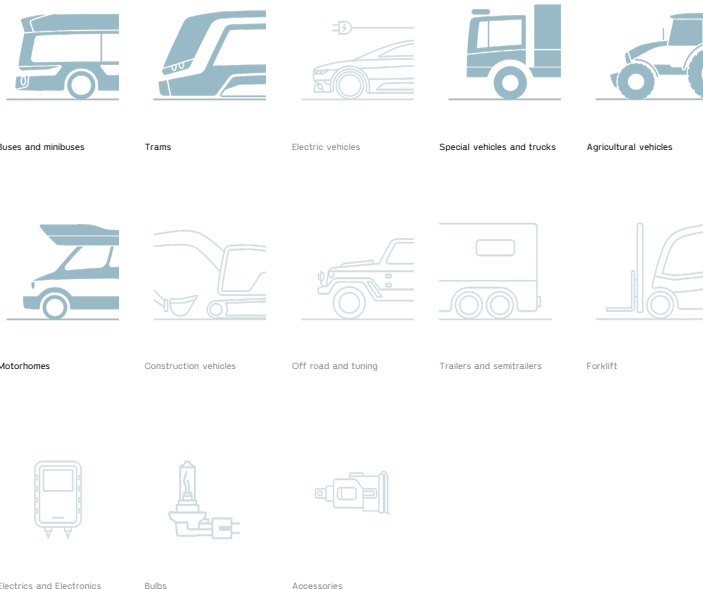 Buses and minibuses
Trams
Electric vehicles
Special vehicles and trucks
Agricultural vehicles
Motorhomes
Construction vehicles
Off road and tuning
Trailers and semitrailers
Forklift
Electrics and Electronics
Bulbs
Accessories